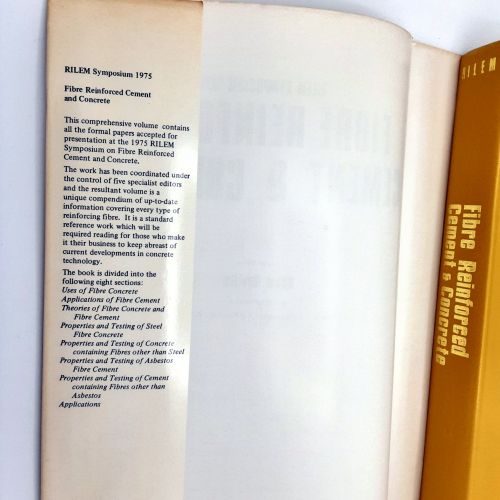 RILEM Symposium 1975
Fibre Reinforced Cement
and Concrete
This comprehensive volume contains
all the formal papers accepted for
presentation at the 1975 RILEM
Symposium on Fibre Reinforced
Cement and Concrete.
The work has been coordinated under
the control of five specialist editors
and the resultant volume is a
unique compendium of up-to-date
information covering every type of
reinforcing fibre. It is a standard
reference work which will be
required reading for those who make
it their business to keep abreast of
current developments in concrete
technology.
The book is divided into the
following eight sections:
Uses of Fibre Concrete
Applications of Fibre Cement
Theories of Fibre Concrete and
Fibre Cement
Properties and Testing of Steel
Fibre Concrete
Properties and Testing of Concrete
containing Fibres other than Steel
Properties and Testing of Asbestos
Fibre Cement
Properties and Testing of Cement
containing Fibres other than
Asbestos
Applications
RILEM
Fibre Reinforced
Cement & Concrete